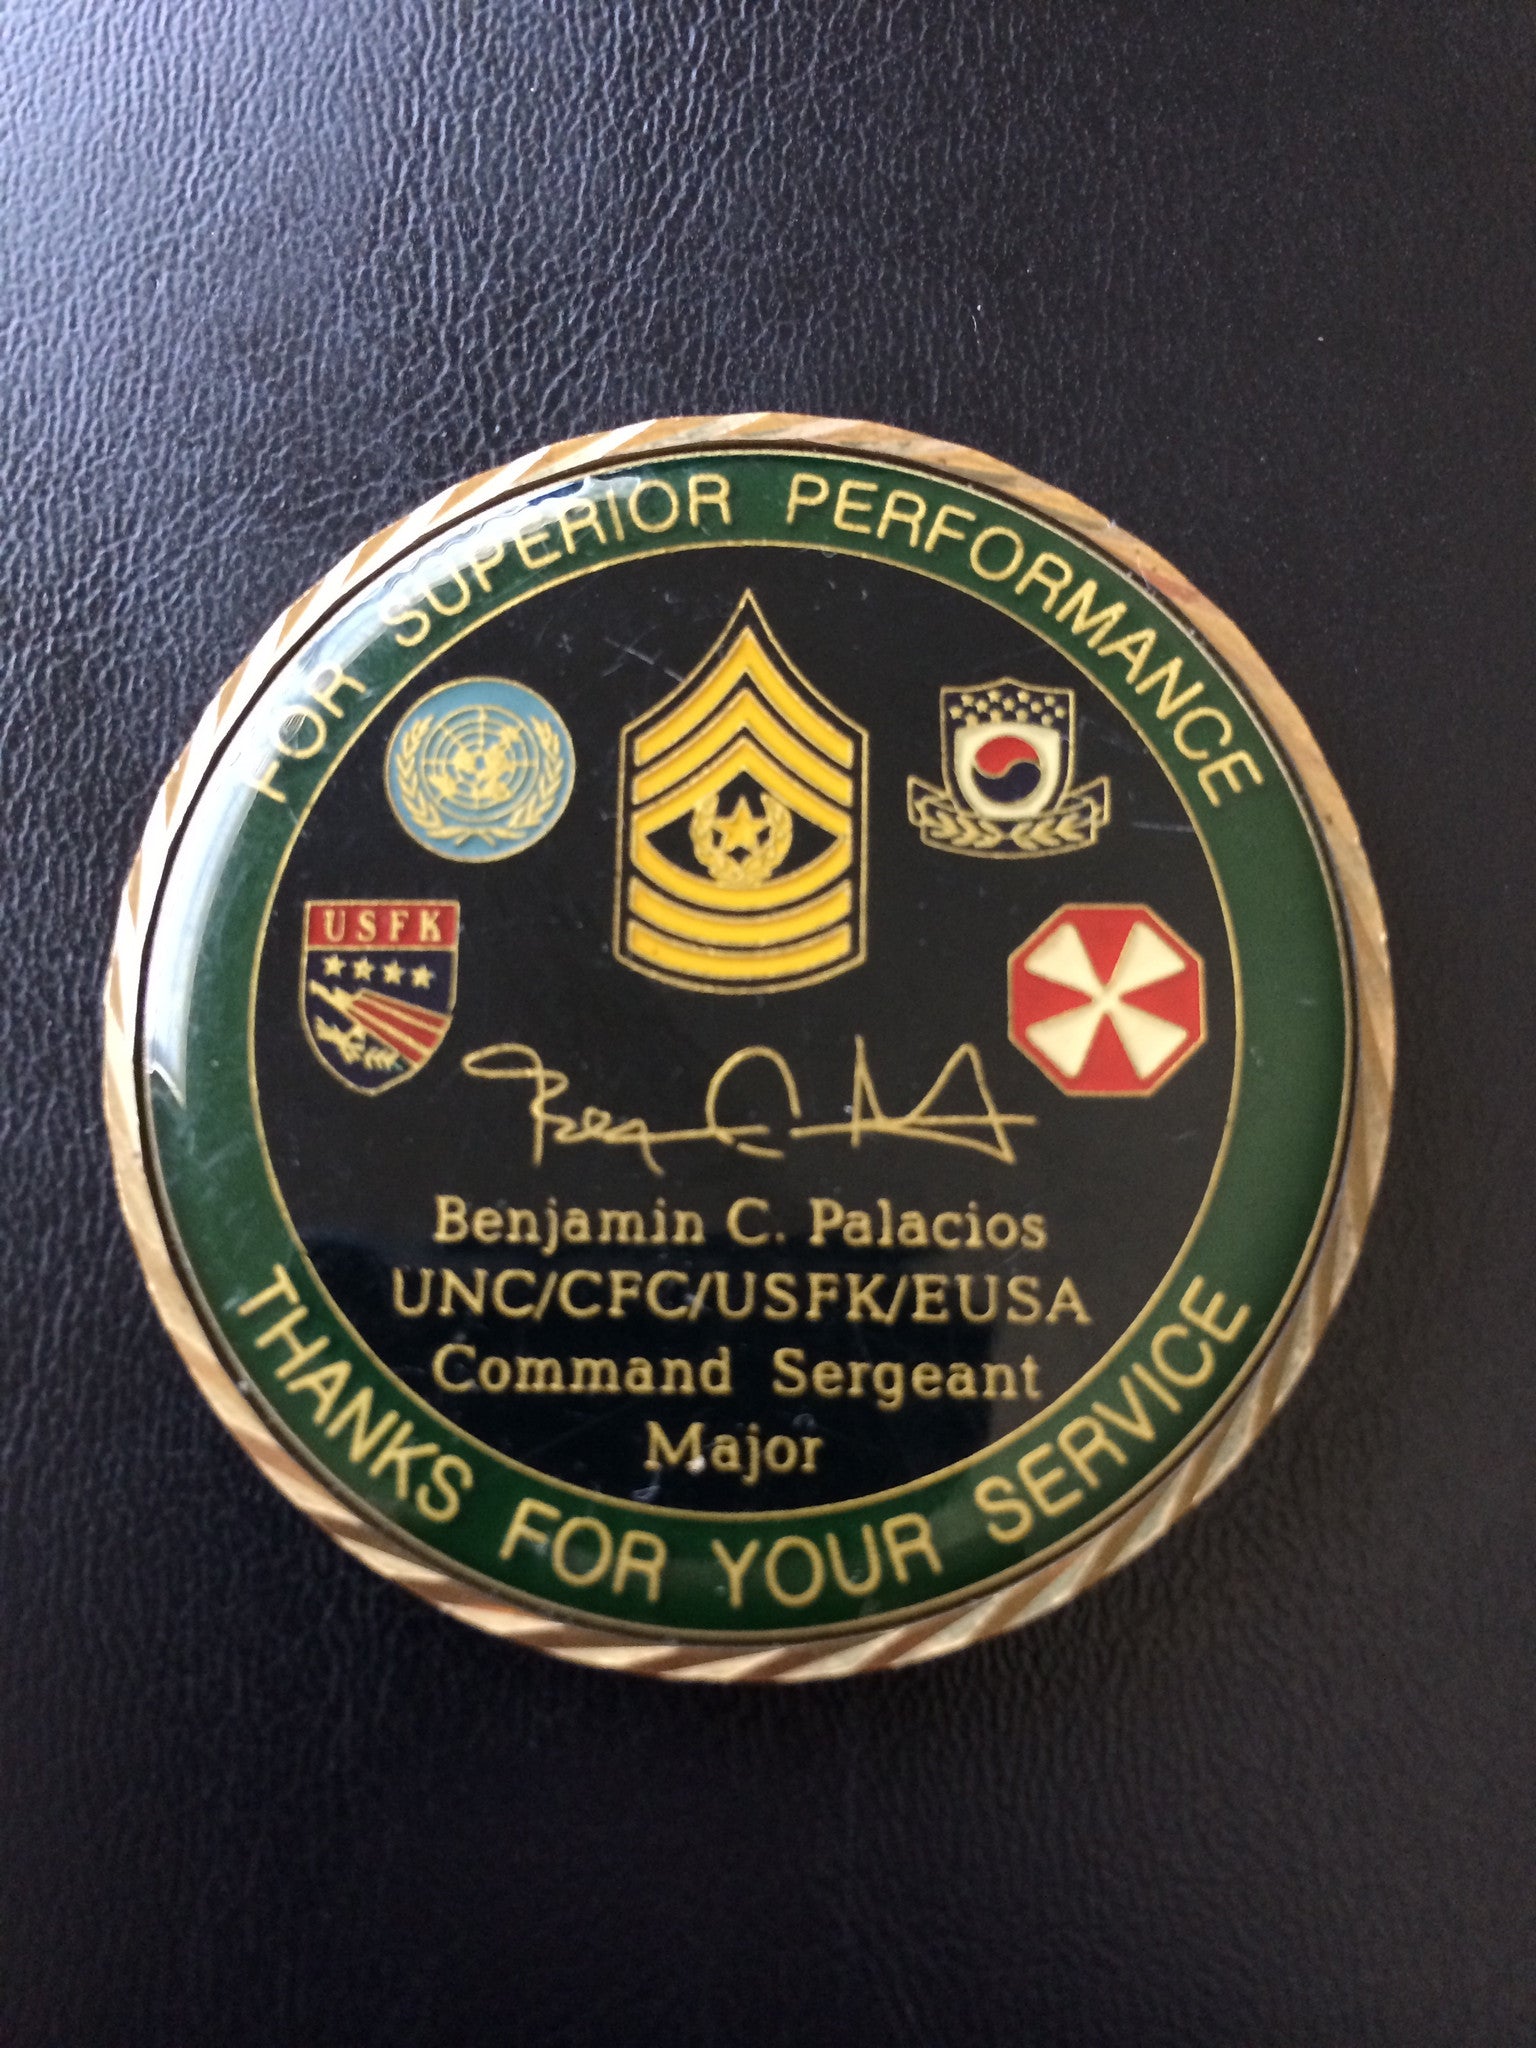 FOR SUPERIOR PERFORMANCE
USFK
Benjamin C. Palacios
UNC/CFC/USFK/EUSA
Command Sergeant
Major
THANKS FOR YOUR SERVICE